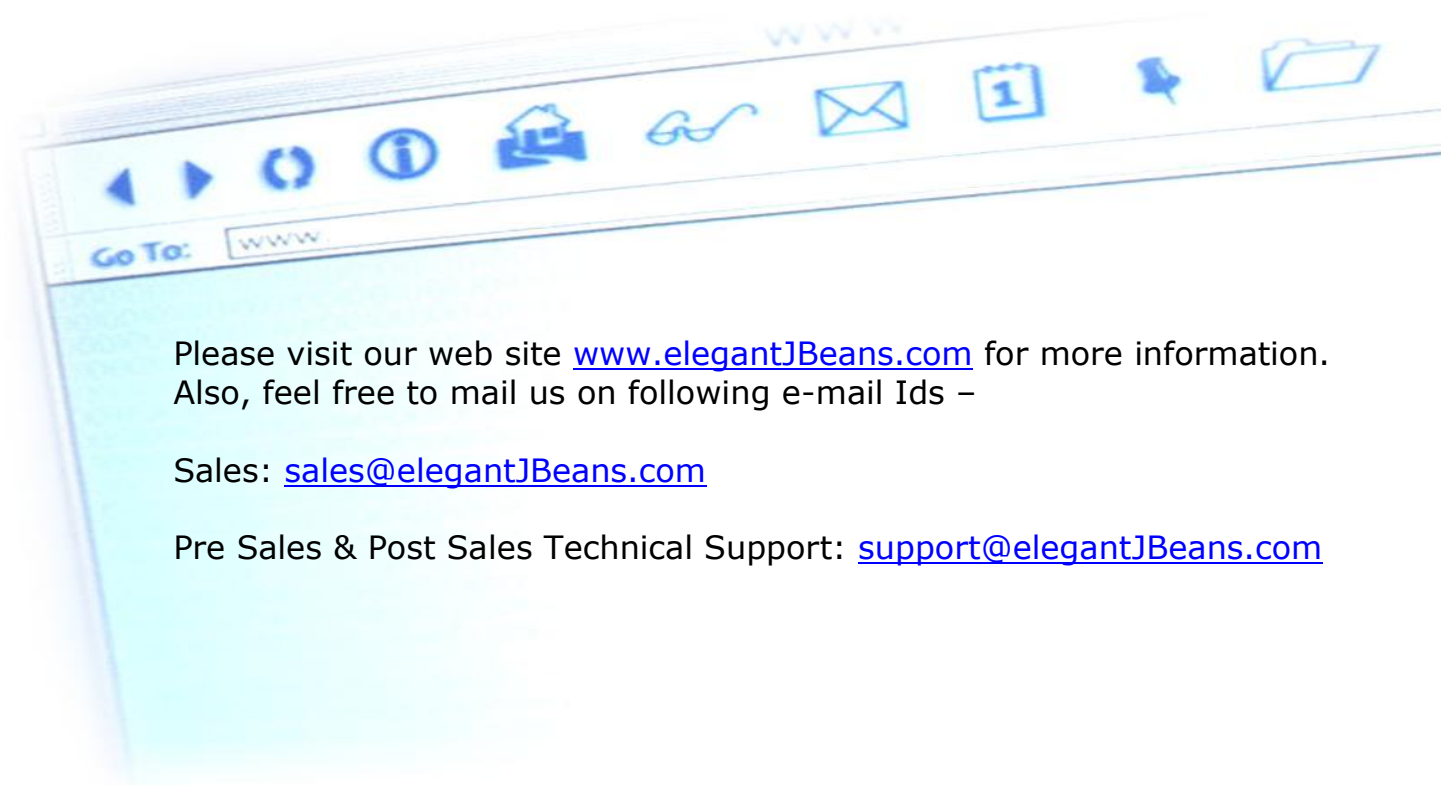 www
1
Go To: www.
Please visit our web site www.elegantJBeans.com for more information.
Also, feel free to mail us on following e-mail Ids –
Sales: sales@elegantJBeans.com
Pre Sales & Post Sales Technical Support: support@elegantJBeans.com